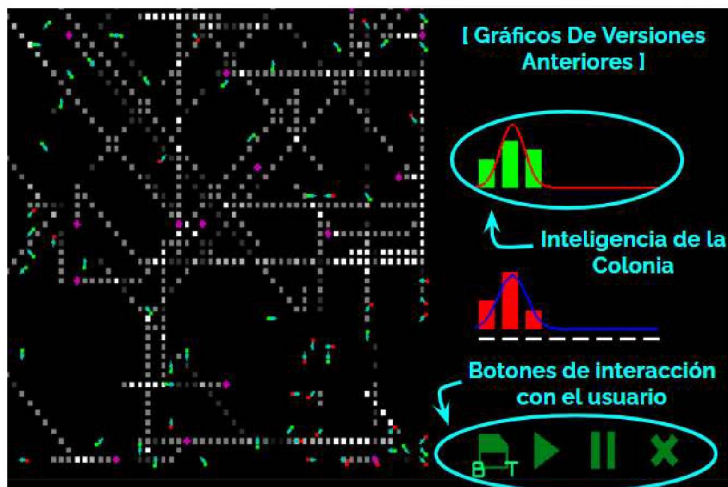 [ Gráficos De Versiones
Anteriores ]
Inteligencia de la
Colonia
Botones de interacción
con el usuario
B T